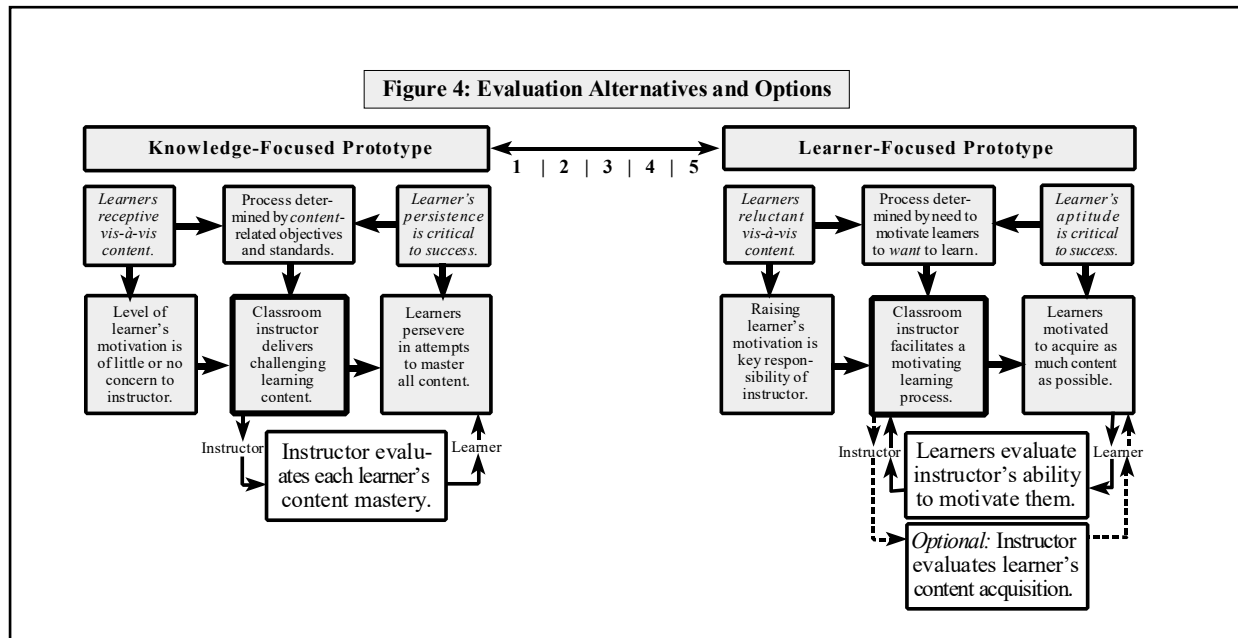 Figure 4: Evaluation Alternatives and Options
Knowledge-Focused Prototype
1 | 2 | 3 | 4 | 5
Learner-Focused Prototype
Learners
receptive
vis-à-vis
content.
Process deter-
mined by content-
related objectives
and standards.
Learner's
persistence
is critical
to success.
Level of
learner's
motivation is
of little or no
concern to
instructor.
Classroom
instructor
delivers
challenging
learning
content.
Learners
persevere
in attempts
to master
all content.
Instructor
Learner
Instructor evalu-
ates each learner's
content mastery.
Learners
reluctant
vis-à-vis
content.
Process deter-
mined by need to
motivate learners
to want to learn.
Learner's
aptitude
is critical
to success.
Raising
learner's
motivation is
key respon-
sibility of
instructor.
Classroom
instructor
facilitates a
motivating
learning
process.
Learners
motivated
to acquire as
much content
as possible.
Instructor
Learner
Learners evaluate
instructor's ability
to motivate them.
Optional: Instructor
evaluates learner's
content acquisition.